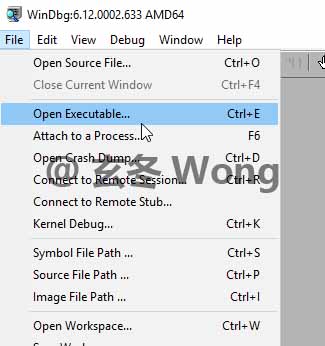 WinDbg:6.12.0002.633 AMD64
File Edit View Debug Window Help
Open Source File... Ctrl+O
Close Current Window Ctrl+F4
Open Executable... Ctrl+E
Attach to a Process... F6
Open Crash Dump... Ctrl+D
@ 玄冬 Wong
Connect to Remote Session... Ctrl+R
Connect to Remote Stub...
Kernel Debug... Ctrl+K
Symbol File Path ... Ctrl+S
Source File Path ... Ctrl+P
Image File Path ... Ctrl+I
Open Workspace... Ctrl+W